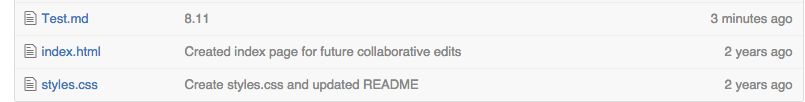 Test.md 8.11 3 minutes ago
index.html Created index page for future collaborative edits 2 years ago
styles.css Create styles.css and updated README 2 years ago